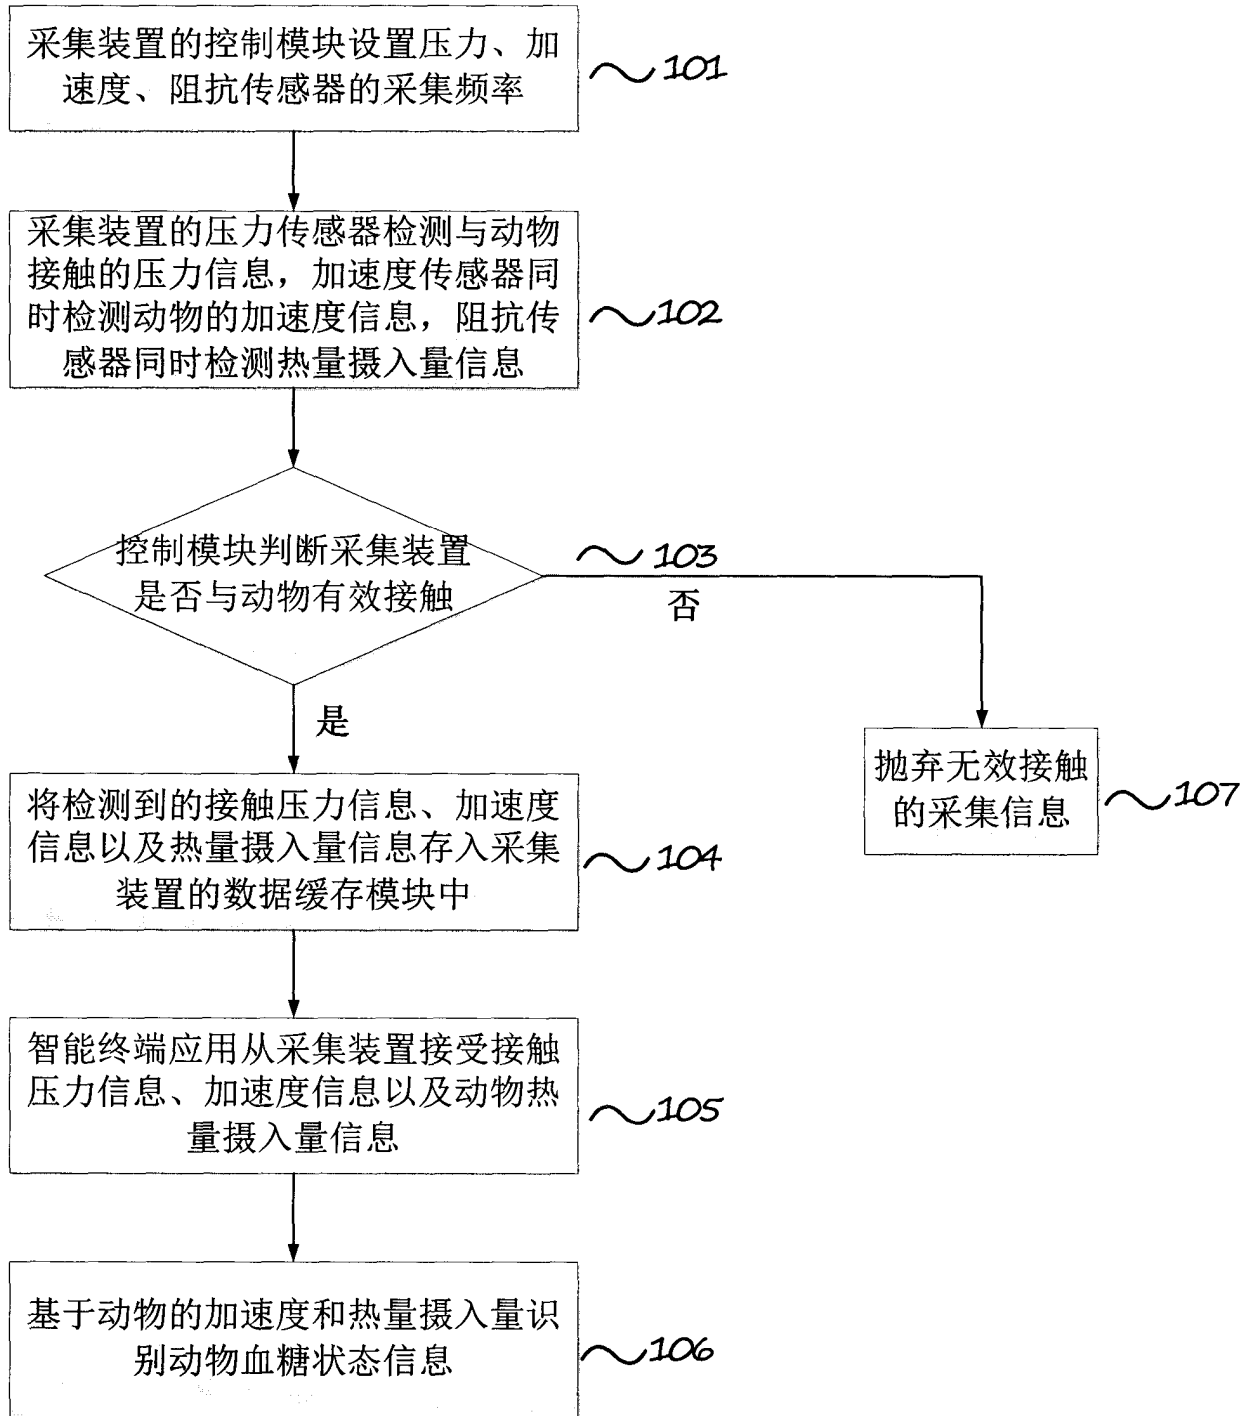 采集装置的控制模块设置压力、加
速度、阻抗传感器的采集频率
101
采集装置的压力传感器检测与动物
接触的压力信息，加速度传感器同
时检测动物的加速度信息，阻抗传
感器同时检测热量摄入量信息
102
控制模块判断采集装置
是否与动物有效接触
103
否
是
抛弃无效接触
的采集信息
107
将检测到的接触压力信息、加速度
信息以及热量摄入量信息存入采集
装置的数据缓存模块中
104
智能终端应用从采集装置接受接触
压力信息、加速度信息以及动物热
量摄入量信息
105
基于动物的加速度和热量摄入量识
别动物血糖状态信息
106